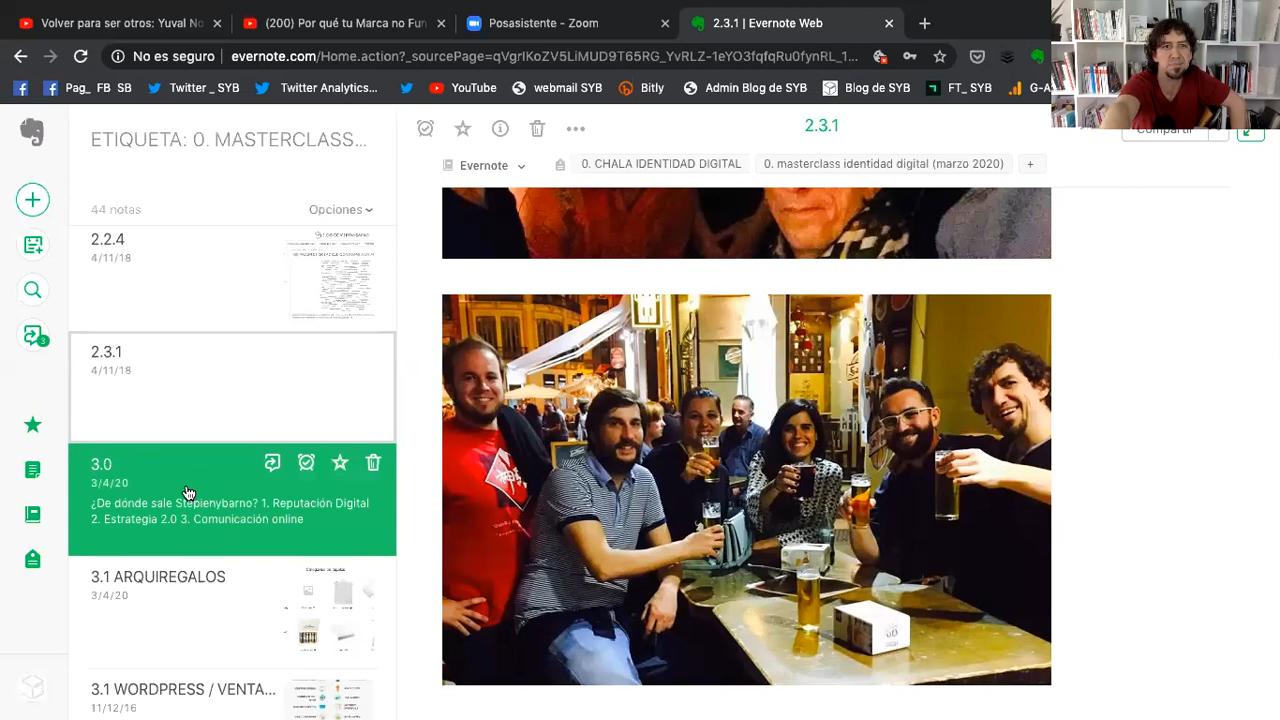 Volver para ser otros: Yuval No
(200) Por qué tu Marca no Fun
Posasistente - Zoom
2.3.1 | Evernote Web
No es seguro
evernote.com/Home.action?_sourcePage=qVgrIKoZV5LiMUD9T65RG_YvRLZ-1eYO3fqfqRu0fynRL_1...
Pag_ FB SB
Twitter _ SYB
Twitter Analytics...
YouTube
webmail SYB
Bitly
Admin Blog de SYB
Blog de SYB
FT_ SYB
G-A
ETIQUETA: 0. MASTERCLASS...
2.3.1
Compartir
Evernote
0. CHALA IDENTIDAD DIGITAL
0. masterclass identidad digital (marzo 2020)
+
44 notas
Opciones
2.2.4
4/11/18
2.3.1
4/11/18
3.0
3/4/20
¿De dónde sale Stepienybarno? 1. Reputación Digital
2. Estrategia 2.0 3. Comunicación online
3.1 ARQUIREGALOS
3/4/20
3.1 WORDPRESS / VENTA...
11/12/16
3